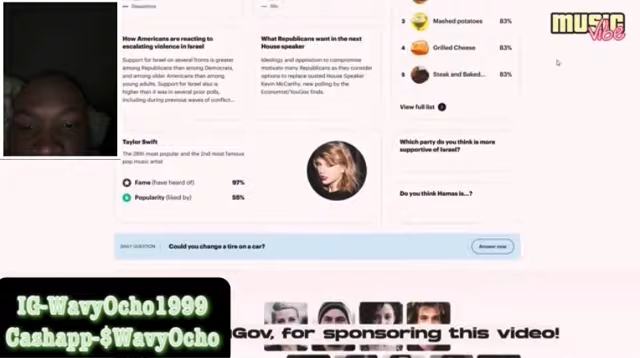 Dissatisfaction
MUSIC
Vibe
3 Mashed potatoes 83%
4 Grilled Cheese 83%
5 Steak and Baked... 83%
View full list
How Americans are reacting to
escalating violence in Israel
Support for Israel on several fronts is greater
among Republicans than among Democrats,
and among older Americans than among
young adults. Support for Israel also is
higher than it was in several prior polls,
including during previous waves of conflict...
What Republicans want in the next
House speaker
Ideology and opposition to compromise
motivate many Republicans as they consider
options to replace ousted House Speaker
Kevin McCarthy, new polling by the
Economist/YouGov finds.
Taylor Swift
The 28th most popular and the 2nd most famous
pop music artist
Fame (have heard of) 97%
Popularity (liked by) 55%
Which party do you think is more
supportive of Israel?
Do you think Hamas is...?
DAILY QUESTION Could you change a tire on a car? Answer now
IG-WavyOcho1999
Cashapp-$WavyOcho
Gov, for sponsoring this video!